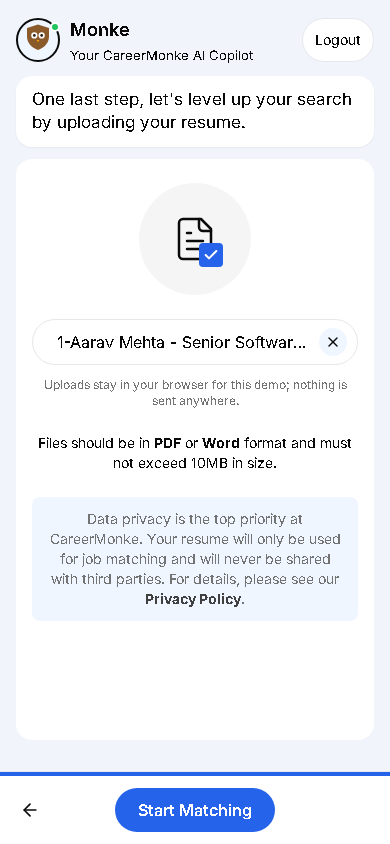 Monke
Your CareerMonke AI Copilot
Logout
One last step, let's level up your search
by uploading your resume.
1-Aarav Mehta - Senior Softwar...
Uploads stay in your browser for this demo; nothing is
sent anywhere.
Files should be in PDF or Word format and must
not exceed 10MB in size.
Data privacy is the top priority at
CareerMonke. Your resume will only be used
for job matching and will never be shared
with third parties. For details, please see our
Privacy Policy.
Start Matching